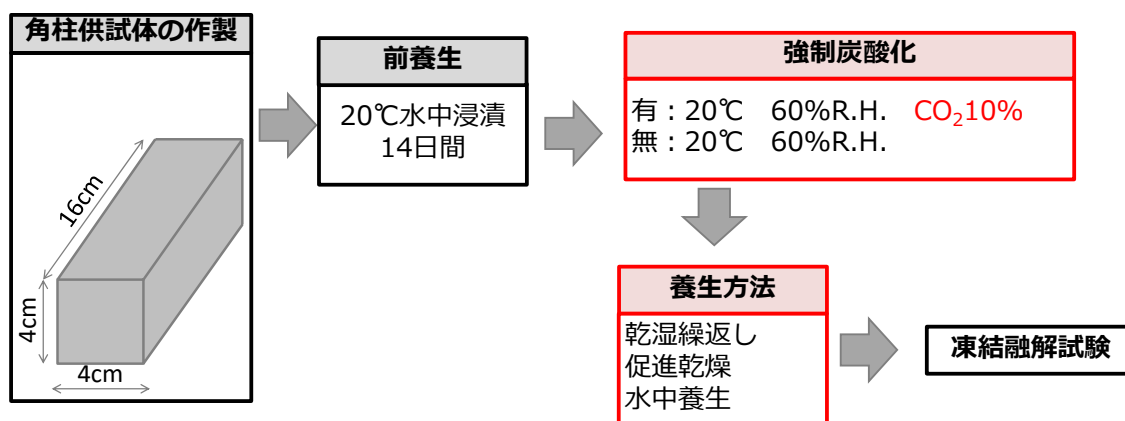 角柱供試体の作製
16cm
4cm
4cm
前養生
20℃水中浸漬
14日間
強制炭酸化
有：20℃ 60%R.H. CO₂10%
無：20℃ 60%R.H.
養生方法
乾湿繰返し
促進乾燥
水中養生
凍結融解試験